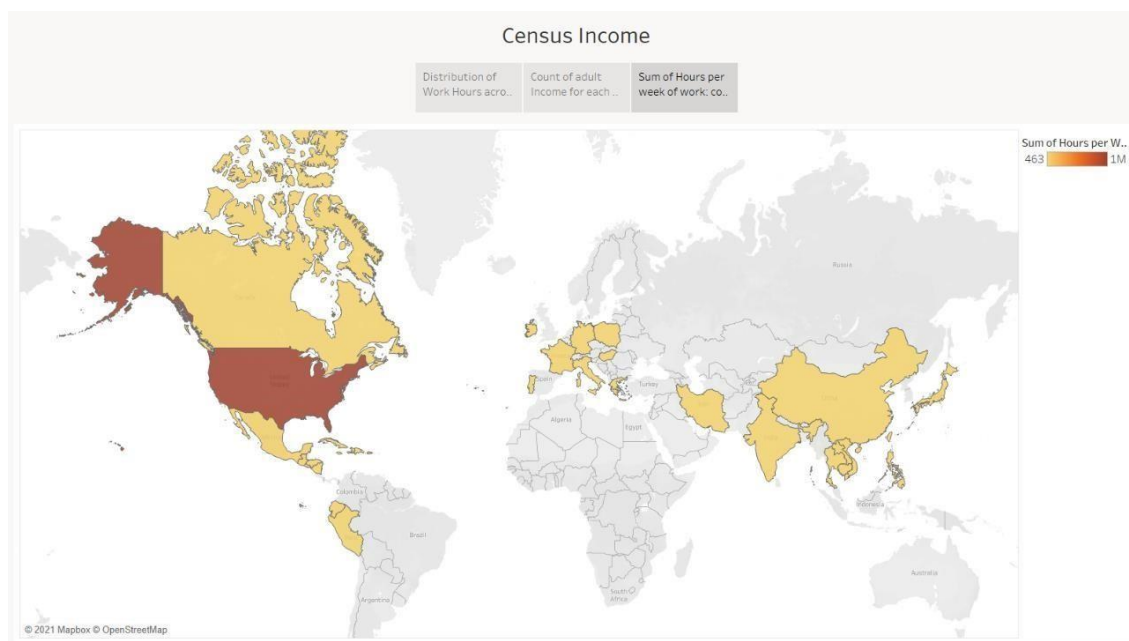 Census Income
Distribution of
Work Hours acro..
Count of adult
Income for each ..
Sum of Hours per
week of work: co..
Sum of Hours per W..
463
1M
Russia
Spain
Turkey
Algeria
Egypt
Colombia
Brazil
Indonesia
Australia
South
Africa
Argentina
© 2021 Mapbox © OpenStreetMap